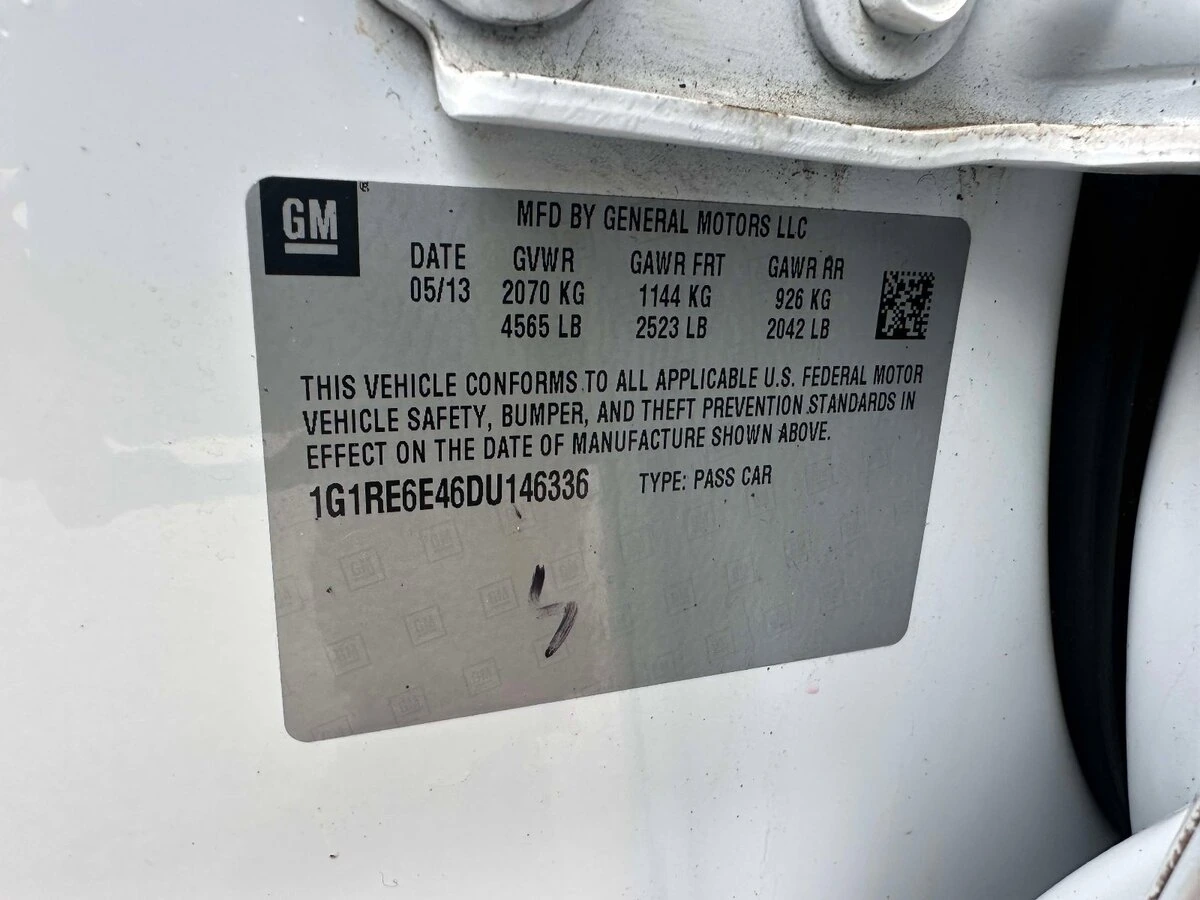 GM
MFD BY GENERAL MOTORS LLC
DATE GVWR GAWR FRT GAWR RR
05/13 2070 KG 1144 KG 926 KG
4565 LB 2523 LB 2042 LB
THIS VEHICLE CONFORMS TO ALL APPLICABLE U.S. FEDERAL MOTOR
VEHICLE SAFETY, BUMPER, AND THEFT PREVENTION STANDARDS IN
EFFECT ON THE DATE OF MANUFACTURE SHOWN ABOVE.
1G1RE6E46DU146336 TYPE: PASS CAR